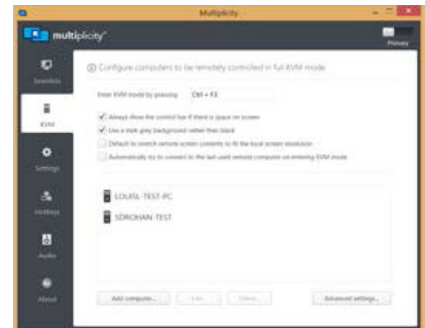 Multiplicity
multiplicity
Primary
Seamless
KVM
Settings
Hotkeys
Audio
About
Configure computers to be remotely controlled in full KVM mode
Enter KVM mode by pressing Ctrl + F3
Always show the control bar if there is space on screen
Use a dark grey background rather than black
Default to stretch remote screen contents to fit the local screen resolution
Automatically try to connect to the last used remote computer on entering KVM mode
LOUISL-TEST-PC
SDROHAN-TEST
Add computer...
Advanced settings...